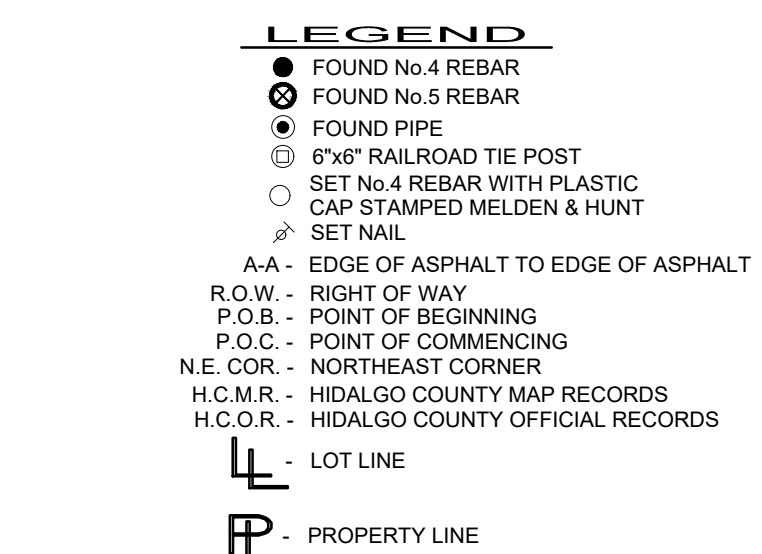 LEGEND
FOUND No.4 REBAR
FOUND No.5 REBAR
FOUND PIPE
6"x6" RAILROAD TIE POST
SET No.4 REBAR WITH PLASTIC
CAP STAMPED MELDEN & HUNT
SET NAIL
A-A - EDGE OF ASPHALT TO EDGE OF ASPHALT
R.O.W. - RIGHT OF WAY
P.O.B. - POINT OF BEGINNING
P.O.C. - POINT OF COMMENCING
N.E. COR. - NORTHEAST CORNER
H.C.M.R. - HIDALGO COUNTY MAP RECORDS
H.C.O.R. - HIDALGO COUNTY OFFICIAL RECORDS
LL - LOT LINE
PL - PROPERTY LINE